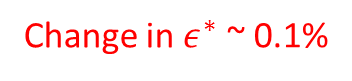 Change in ϵ* ~ 0.1%